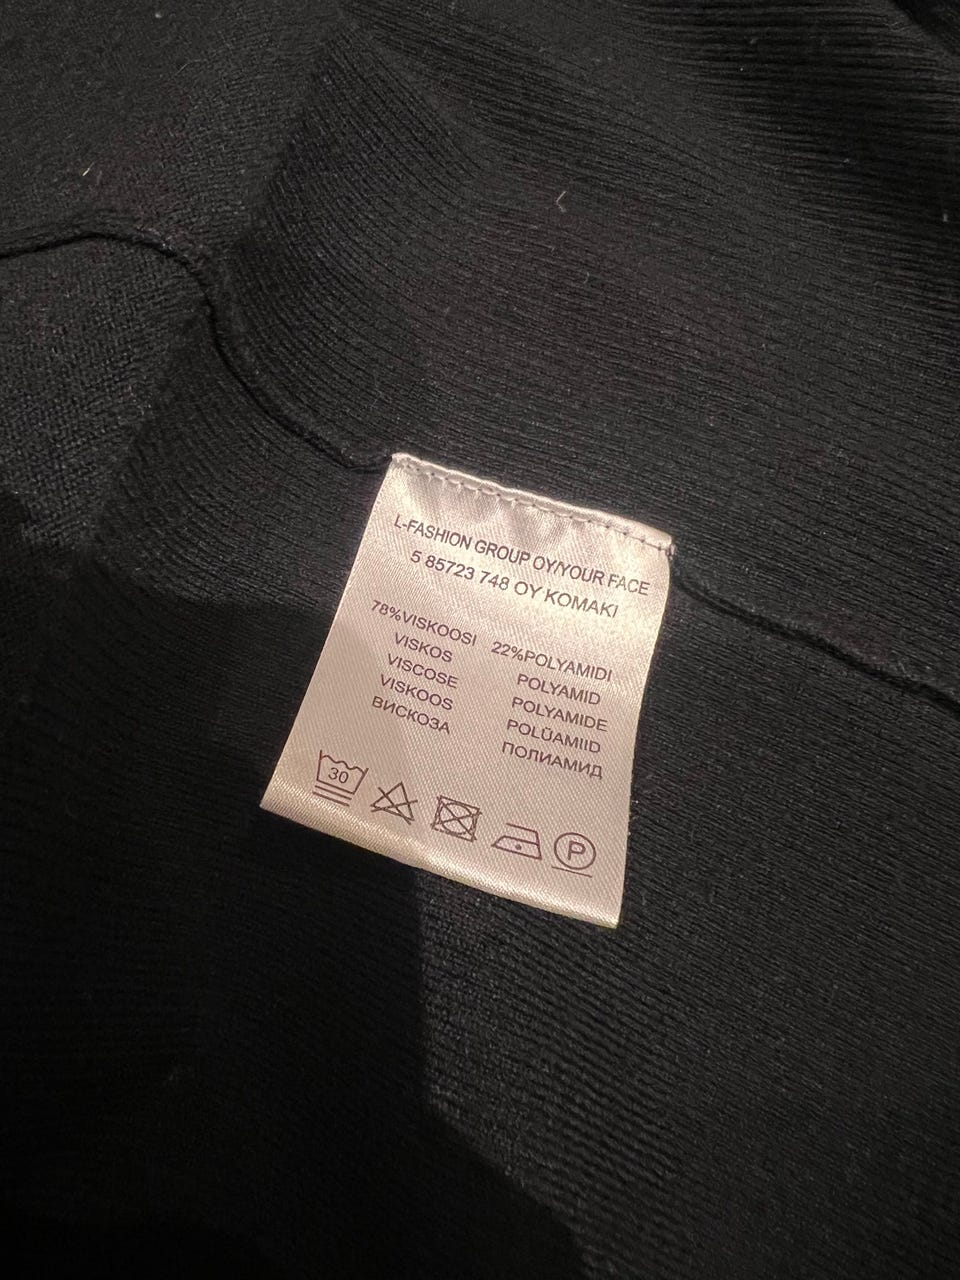 L-FASHION GROUP OY/YOUR FACE
5 85723 748 OY KOMAKI
78%VISKOOSI 22%POLYAMIDI
VISKOS POLYAMID
VISCOSE POLYAMIDE
VISKOOS POLÜAMIID
ВИСКОЗА ПОЛИАМИД
30
P